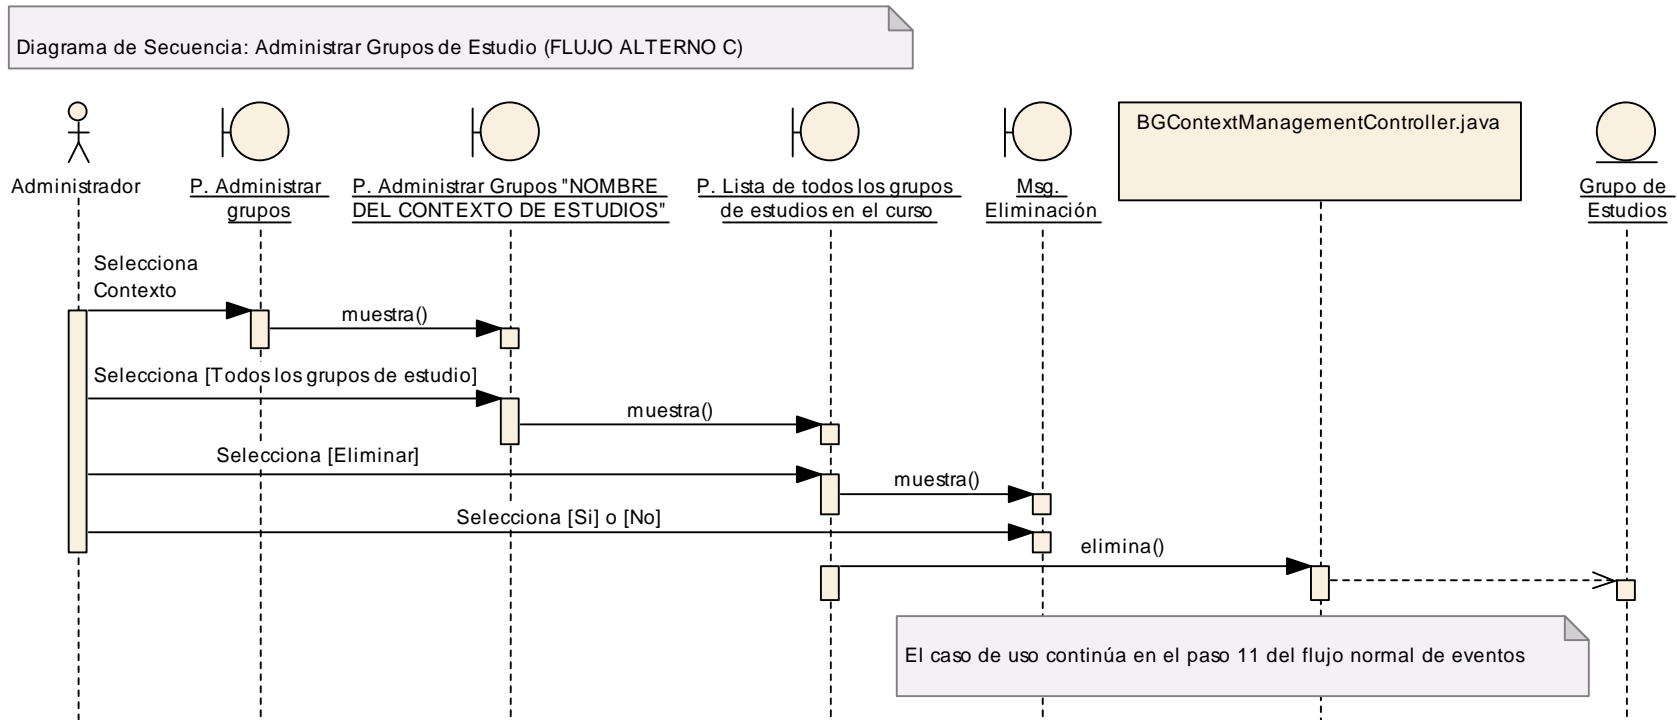 Diagrama de Secuencia: Administrar Grupos de Estudio (FLUJO ALTERNO C)
Administrador
P. Administrar
grupos
P. Administrar Grupos "NOMBRE
DEL CONTEXTO DE ESTUDIOS"
P. Lista de todos los grupos
de estudios en el curso
Msg.
Eliminación
BGContextManagementController.java
Grupo de
Estudios
Selecciona
Contexto
muestra()
Selecciona [Todos los grupos de estudio]
muestra()
Selecciona [Eliminar]
muestra()
Selecciona [Si] o [No]
elimina()
El caso de uso continúa en el paso 11 del flujo normal de eventos